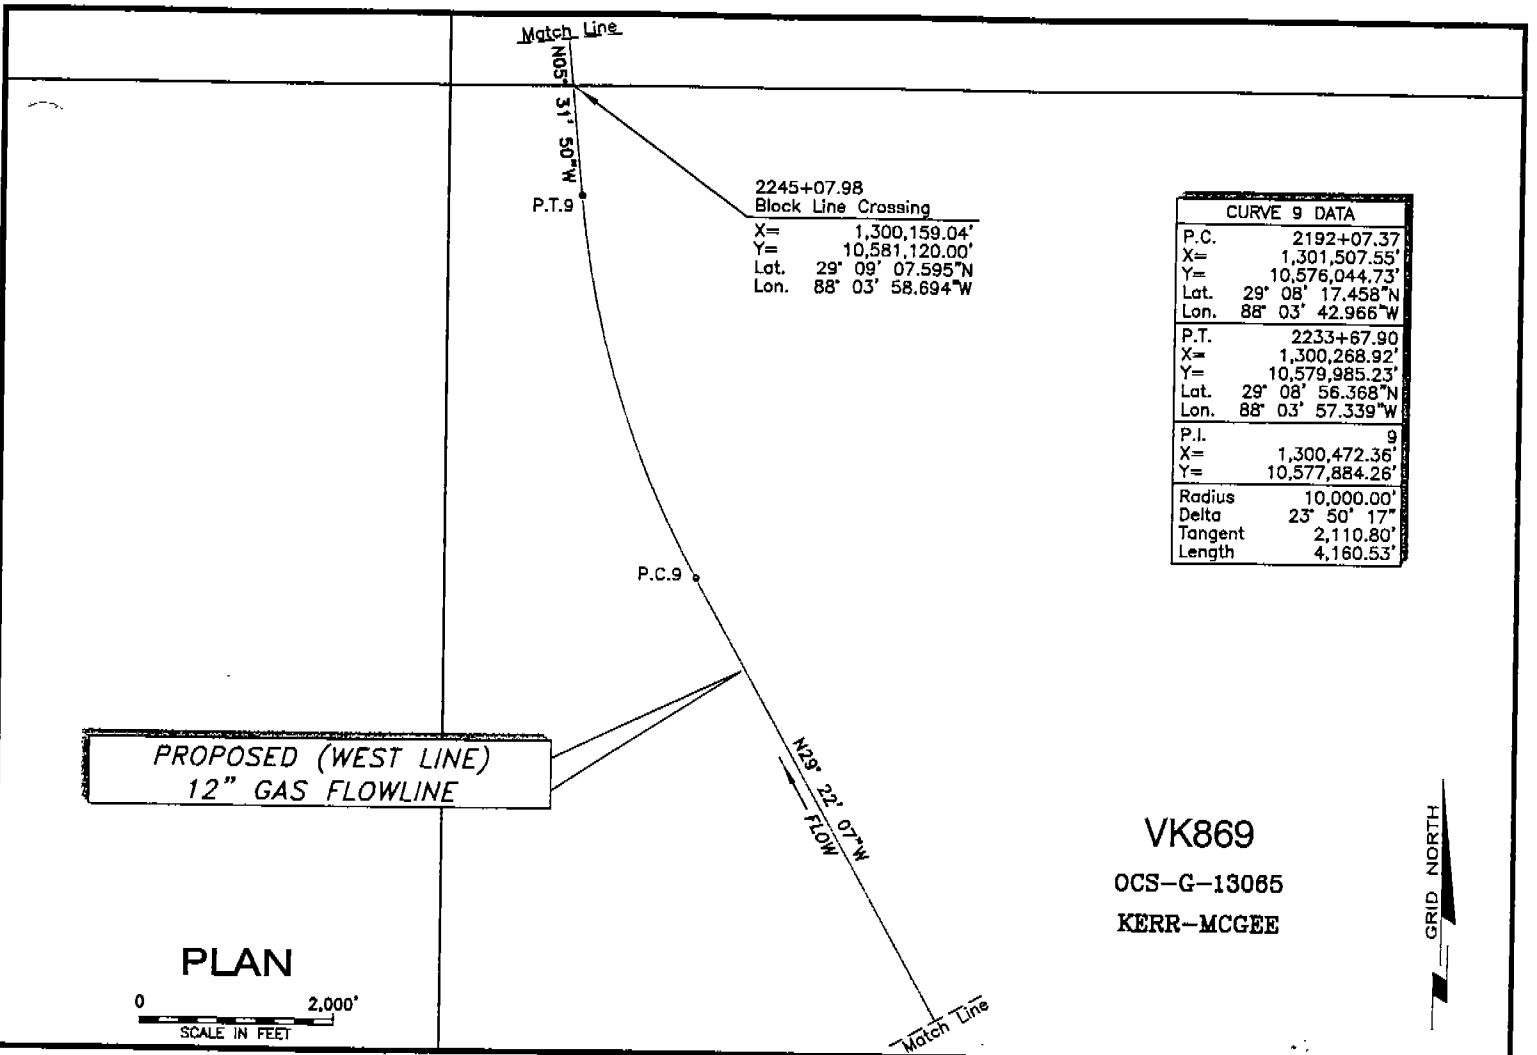 Match Line
N05° 31' 50"W
P.T.9
2245+07.98
Block Line Crossing
X= 1,300,159.04'
Y= 10,581,120.00'
Lat. 29° 09' 07.595"N
Lon. 88° 03' 58.694"W
CURVE 9 DATA
P.C. 2192+07.37
X= 1,301,507.55'
Y= 10,576,044.73'
Lat. 29° 08' 17.458"N
Lon. 88° 03' 42.966"W
P.T. 2233+67.90
X= 1,300,268.92'
Y= 10,579,985.23'
Lat. 29° 08' 56.368"N
Lon. 88° 03' 57.339"W
P.I. 9
X= 1,300,472.36'
Y= 10,577,884.26'
Radius 10,000.00'
Delta 23° 50' 17"
Tangent 2,110.80'
Length 4,160.53'
P.C.9
PROPOSED (WEST LINE)
12" GAS FLOWLINE
N29° 22' 07"W
FLOW
VK869
OCS-G-13065
KERR-MCGEE
GRID NORTH
PLAN
0 2,000'
SCALE IN FEET
Match Line